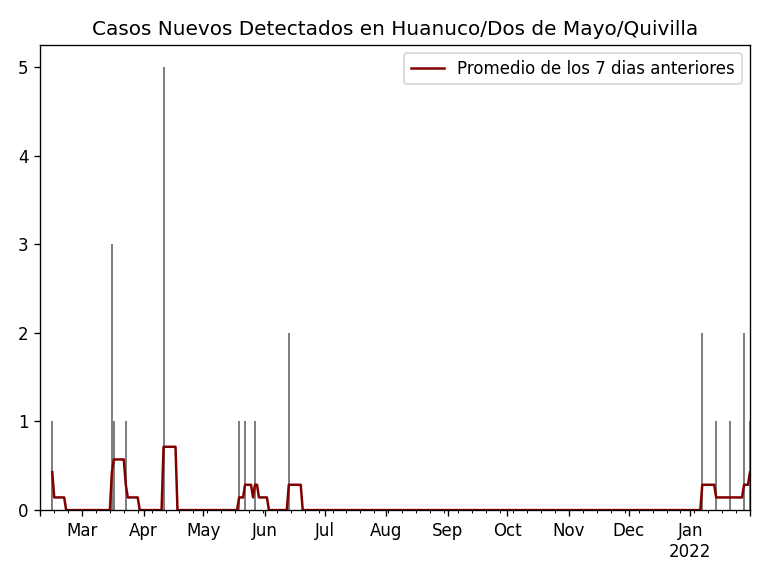 Casos Nuevos Detectados en Huanuco/Dos de Mayo/Quivilla
Promedio de los 7 dias anteriores
5
4
3
2
1
0
Mar Apr May Jun Jul Aug Sep Oct Nov Dec Jan
2022